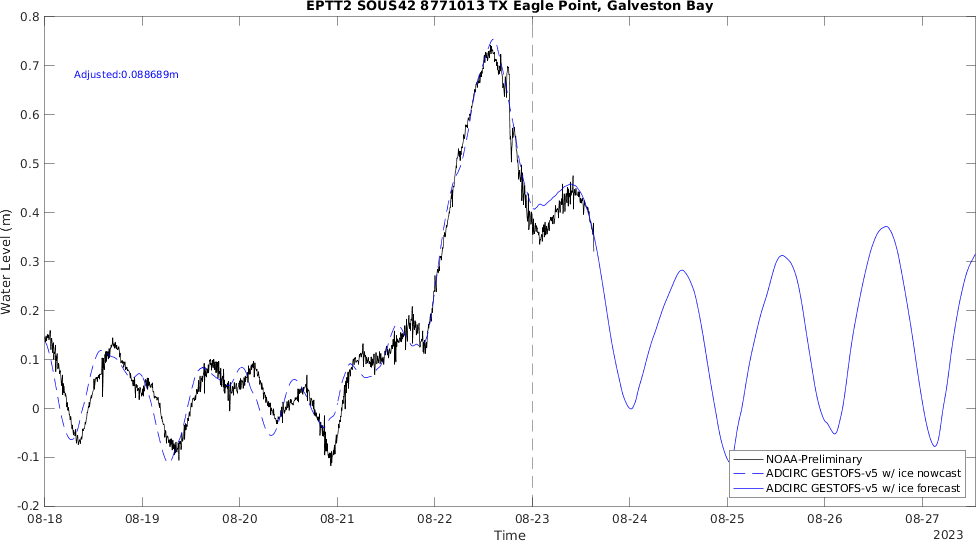 EPTT2 SOUS42 8771013 TX Eagle Point, Galveston Bay
0.8
0.7
Adjusted:0.088689m
0.6
0.5
0.4
0.3
0.2
0.1
0
-0.1
-0.2
Water Level (m)
NOAA-Preliminary
ADCIRC GESTOFS-v5 w/ ice nowcast
ADCIRC GESTOFS-v5 w/ ice forecast
08-18 08-19 08-20 08-21 08-22 08-23 08-24 08-25 08-26 08-27
Time
2023